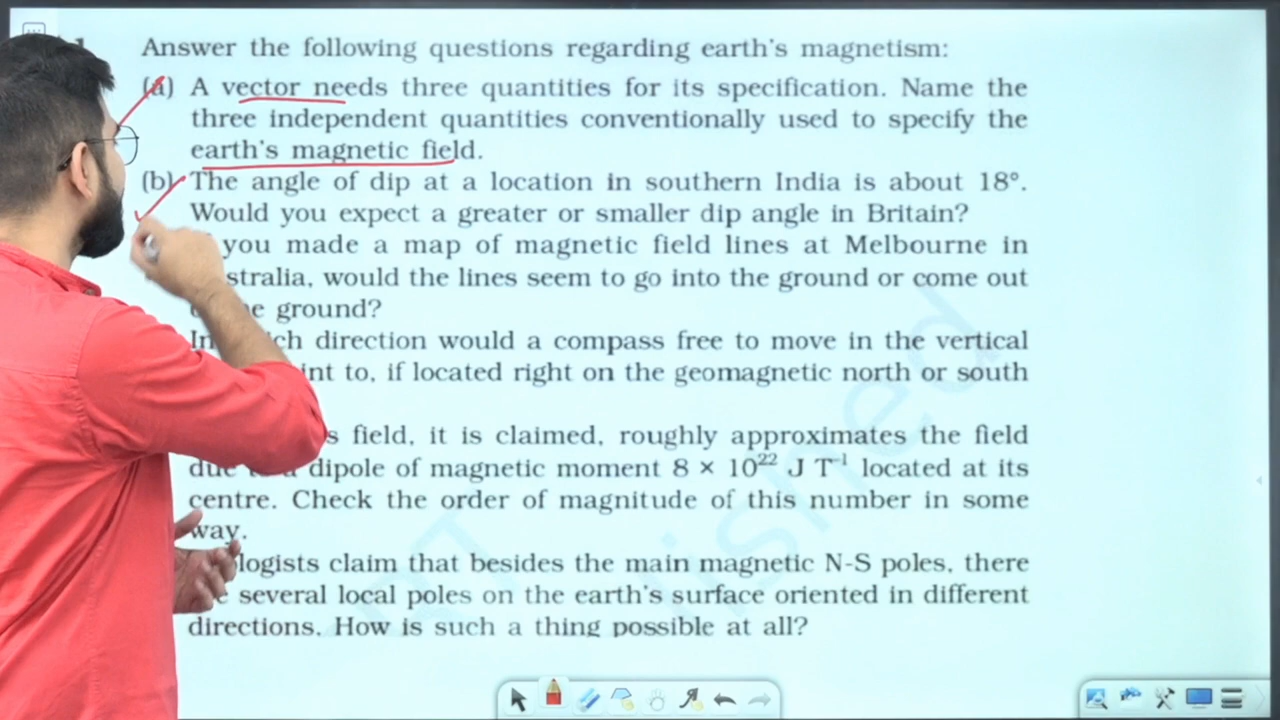 Answer the following questions regarding earth's magnetism:
(a) A vector needs three quantities for its specification. Name the
three independent quantities conventionally used to specify the
earth's magnetic field.
(b) The angle of dip at a location in southern India is about 18°.
Would you expect a greater or smaller dip angle in Britain?
you made a map of magnetic field lines at Melbourne in
stralia, would the lines seem to go into the ground or come out
ground?
In ch direction would a compass free to move in the vertical
int to, if located right on the geomagnetic north or south
s field, it is claimed, roughly approximates the field
due dipole of magnetic moment 8 × 10²² J T⁻¹ located at its
centre. Check the order of magnitude of this number in some
way.
logists claim that besides the main magnetic N-S poles, there
several local poles on the earth's surface oriented in different
directions. How is such a thing possible at all?